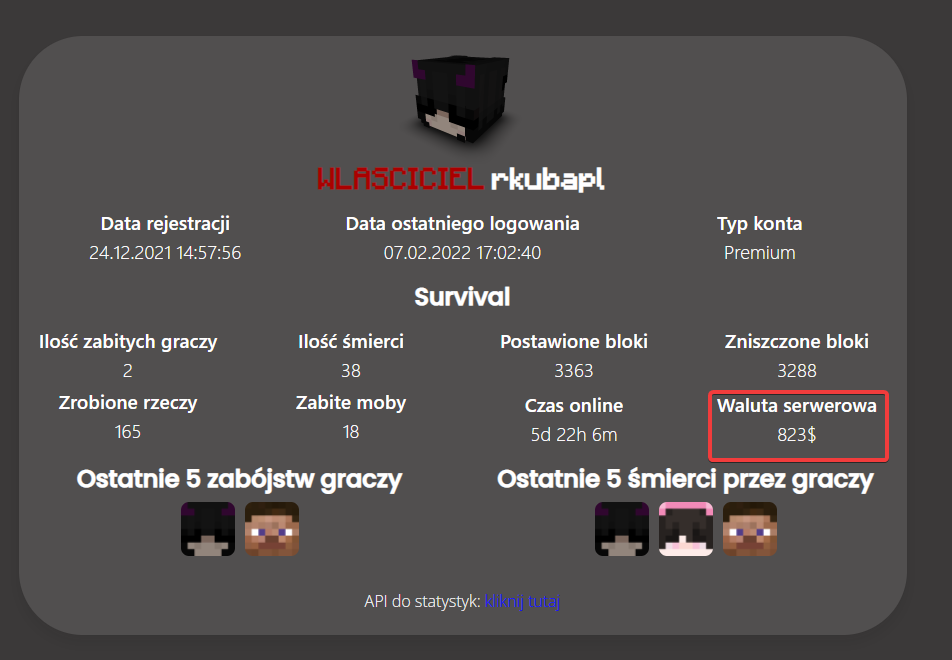 WLASCICIEL rkubapl
Data rejestracji Data ostatniego logowania Typ konta
24.12.2021 14:57:56 07.02.2022 17:02:40 Premium
Survival
Ilość zabitych graczy Ilość śmierci Postawione bloki Zniszczone bloki
2 38 3363 3288
Zrobione rzeczy Zabite moby Czas online Waluta serwerowa
165 18 5d 22h 6m 823$
Ostatnie 5 zabójstw graczy Ostatnie 5 śmierci przez graczy
API do statystyk: kliknij tutaj